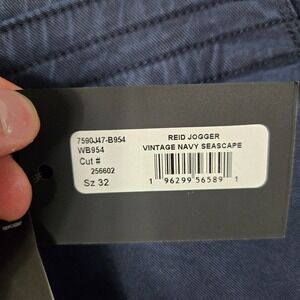 7590J47-B954
WB954
Cut #
256602
Sz 32
REID JOGGER
VINTAGE NAVY SEASCAPE
1 96299 56589 1